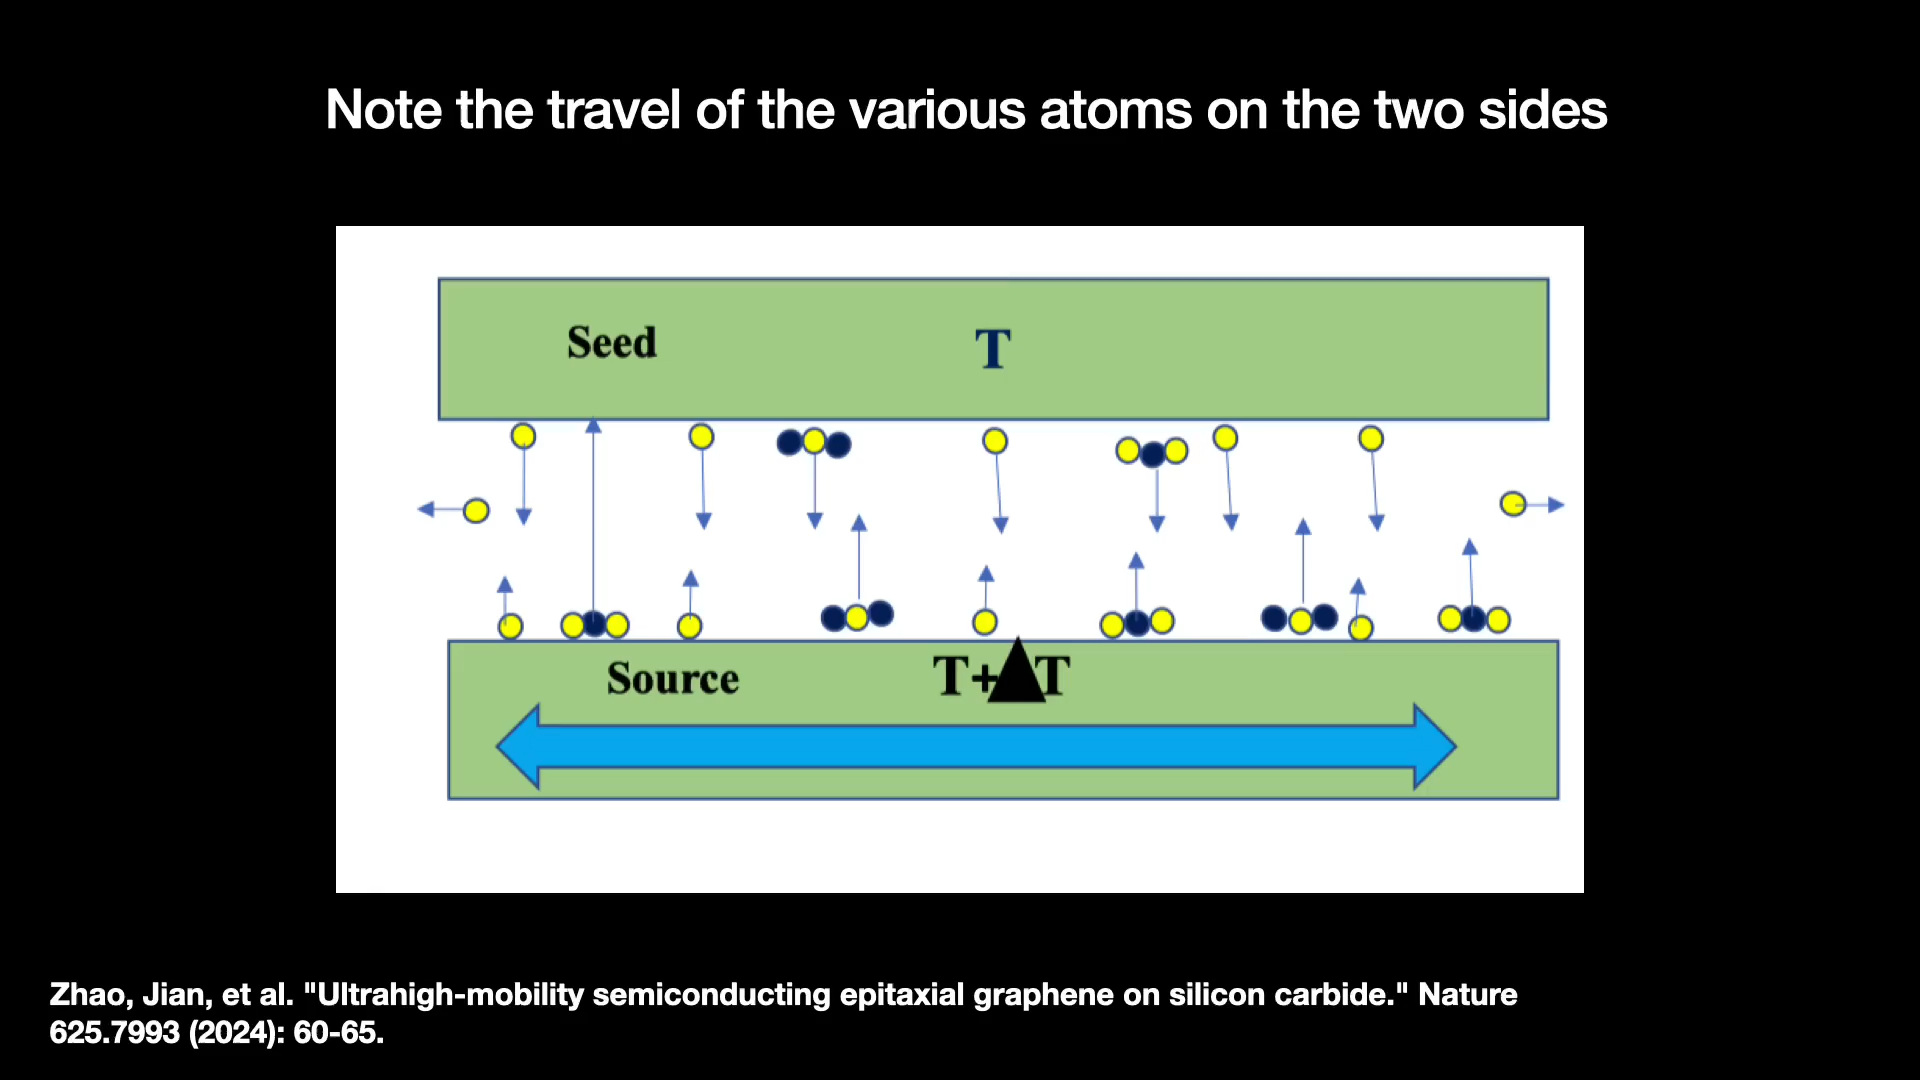 Note the travel of the various atoms on the two sides
Seed
T
Source
T+▲T
Zhao, Jian, et al. "Ultrahigh-mobility semiconducting epitaxial graphene on silicon carbide." Nature
625.7993 (2024): 60-65.